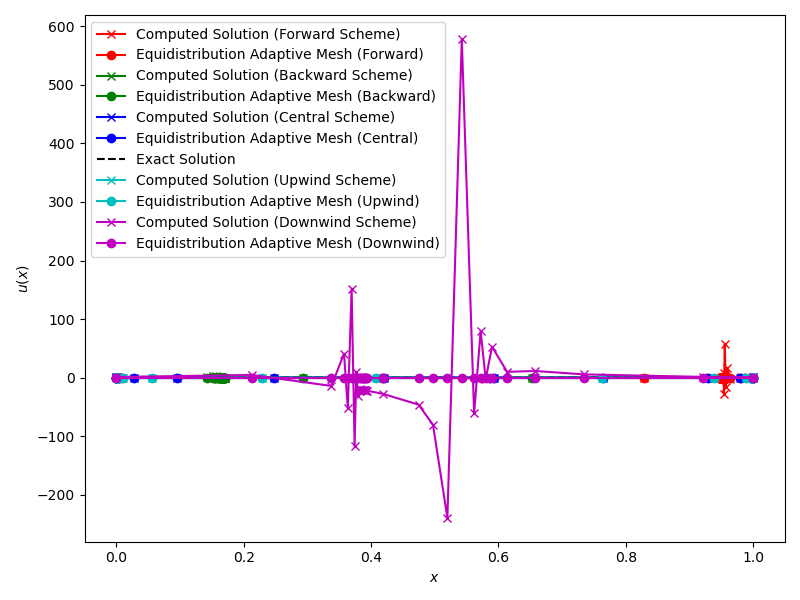 600
500
400
300
200
100
0
−100
−200
u(x)
Computed Solution (Forward Scheme)
Equidistribution Adaptive Mesh (Forward)
Computed Solution (Backward Scheme)
Equidistribution Adaptive Mesh (Backward)
Computed Solution (Central Scheme)
Equidistribution Adaptive Mesh (Central)
Exact Solution
Computed Solution (Upwind Scheme)
Equidistribution Adaptive Mesh (Upwind)
Computed Solution (Downwind Scheme)
Equidistribution Adaptive Mesh (Downwind)
0.0 0.2 0.4 0.6 0.8 1.0
x